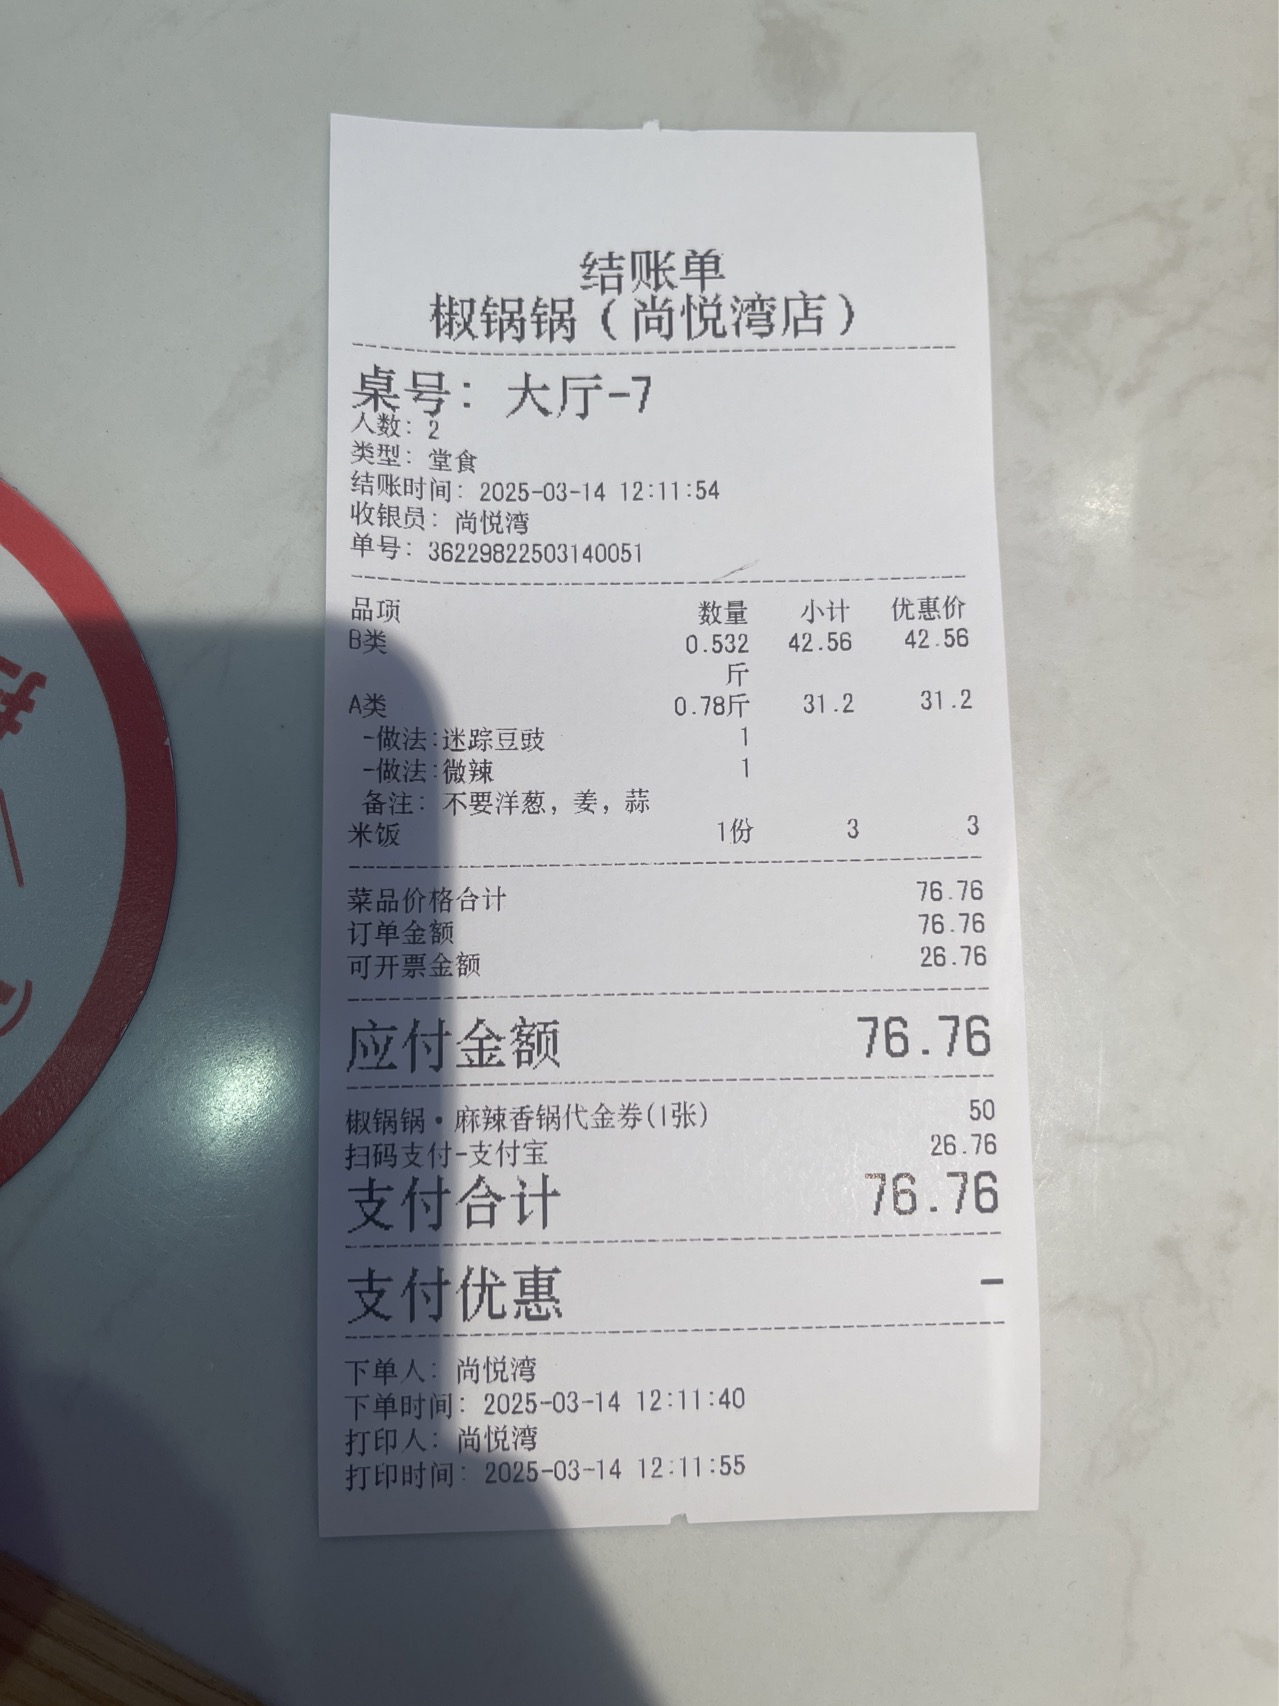 结账单
椒锅锅（尚悦湾店）
桌号：大厅-7
人数：2
类型：堂食
结账时间：2025-03-14 12:11:54
收银员：尚悦湾
单号：36229822503140051
品项 数量 小计 优惠价
B类 0.532 42.56 42.56
斤
A类 0.78斤 31.2 31.2
-做法:迷踪豆豉 1
-做法:微辣 1
备注：不要洋葱，姜，蒜
米饭 1份 3 3
菜品价格合计 76.76
订单金额 76.76
可开票金额 26.76
应付金额 76.76
椒锅锅•麻辣香锅代金券(1张) 50
扫码支付-支付宝 26.76
支付合计 76.76
支付优惠 -
下单人：尚悦湾
下单时间：2025-03-14 12:11:40
打印人：尚悦湾
打印时间：2025-03-14 12:11:55